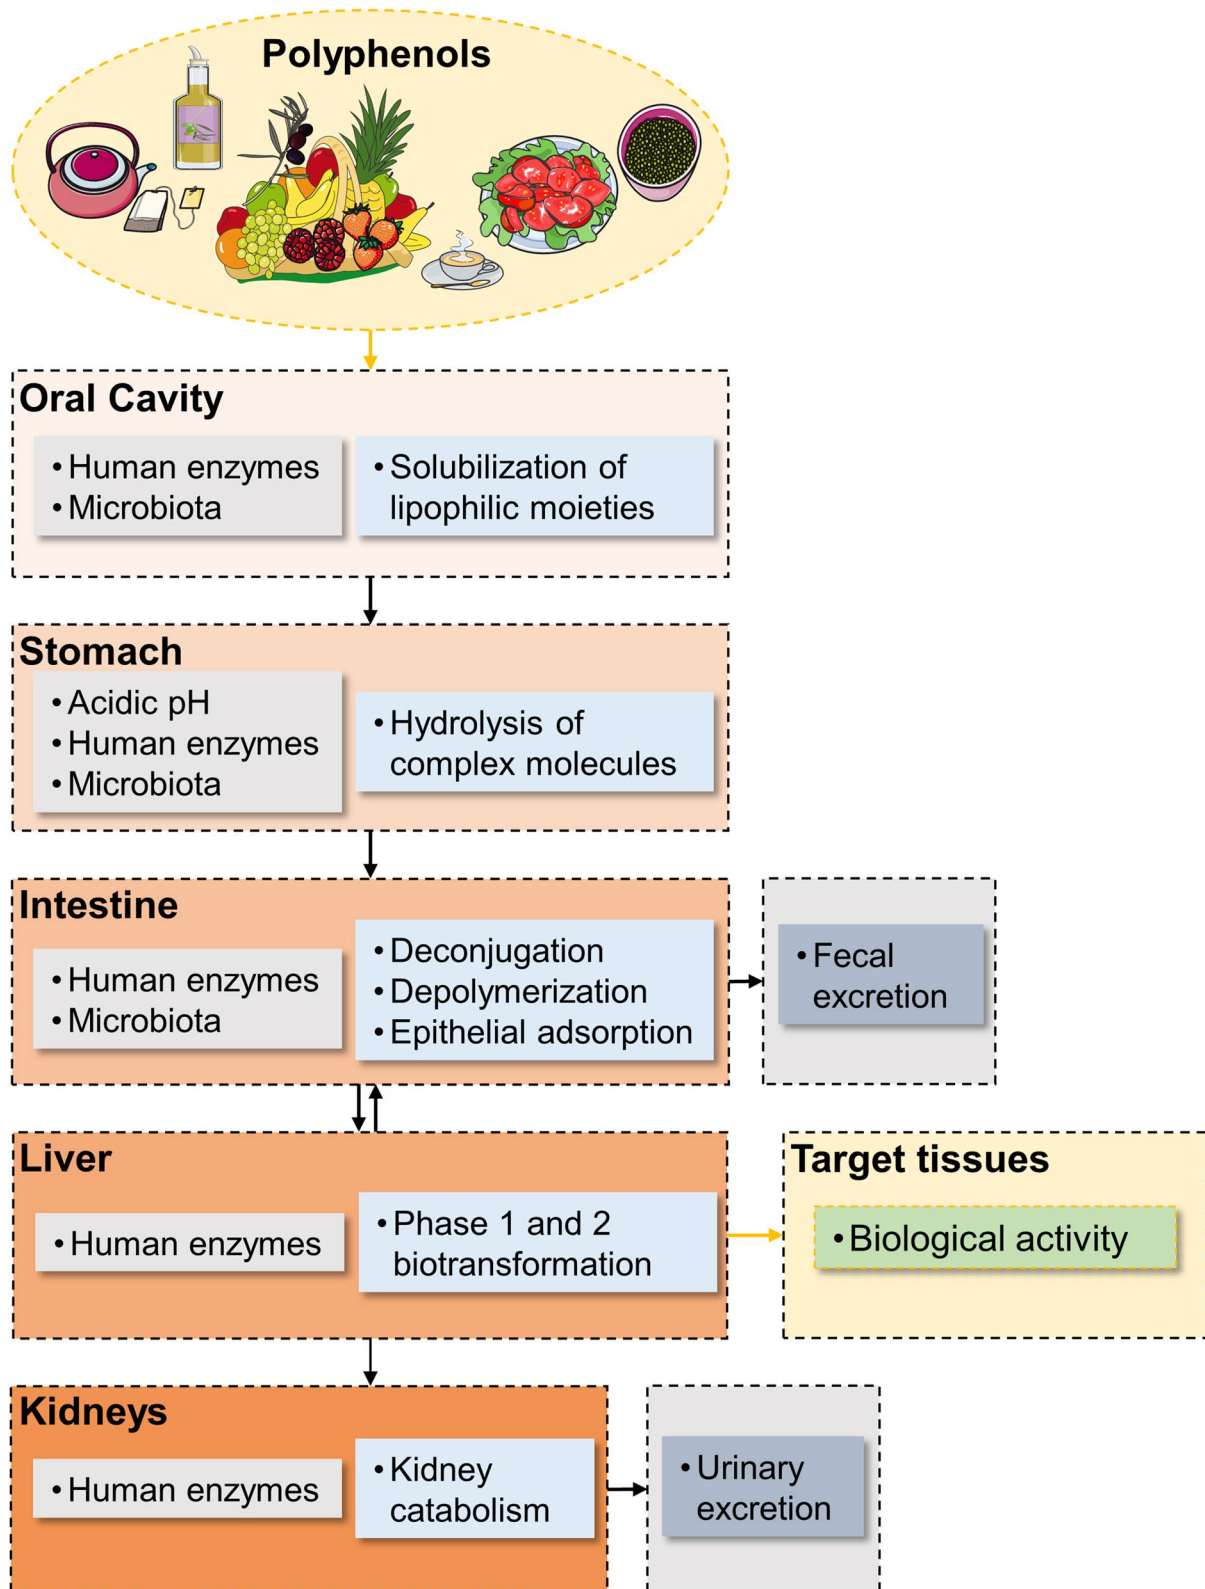 Polyphenols
Oral Cavity
• Human enzymes
• Microbiota
• Solubilization of
lipophilic moieties
Stomach
• Acidic pH
• Human enzymes
• Microbiota
• Hydrolysis of
complex molecules
Intestine
• Human enzymes
• Microbiota
• Deconjugation
• Depolymerization
• Epithelial adsorption
• Fecal
excretion
Liver
• Human enzymes
• Phase 1 and 2
biotransformation
Target tissues
• Biological activity
Kidneys
• Human enzymes
• Kidney
catabolism
• Urinary
excretion